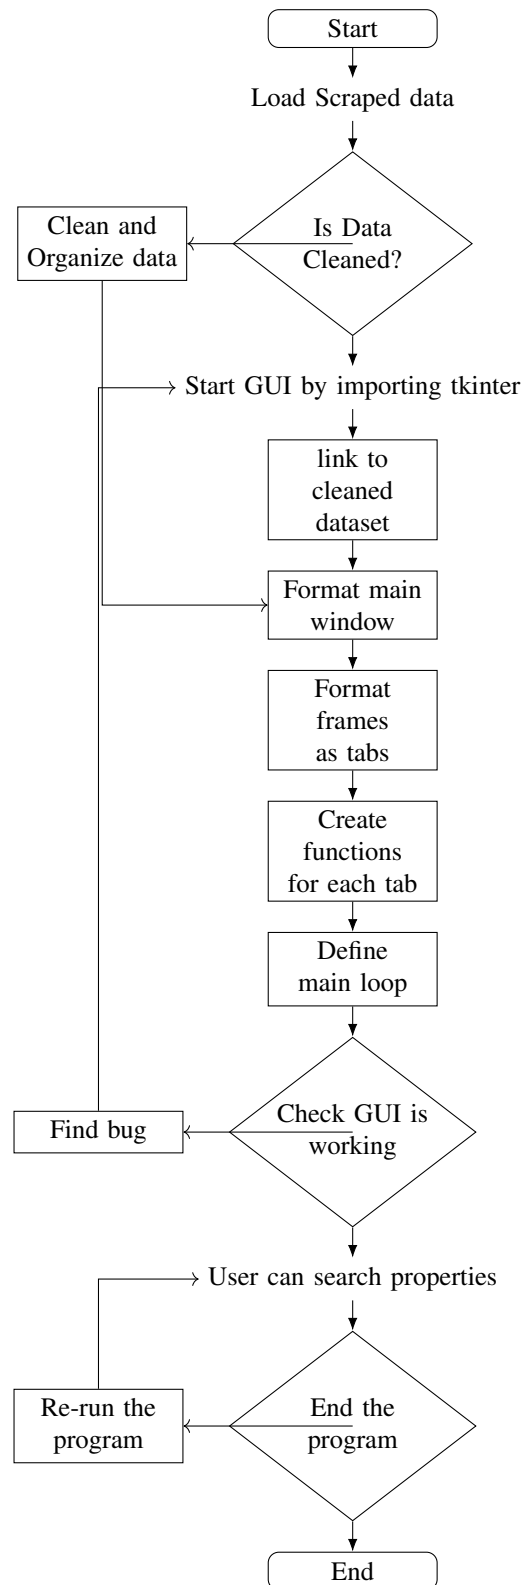 Start
Load Scraped data
Clean and
Organize data
Is Data
Cleaned?
Start GUI by importing tkinter
link to
cleaned
dataset
Format main
window
Format
frames
as tabs
Create
functions
for each tab
Define
main loop
Find bug
Check GUI is
working
User can search properties
Re-run the
program
End the
program
End